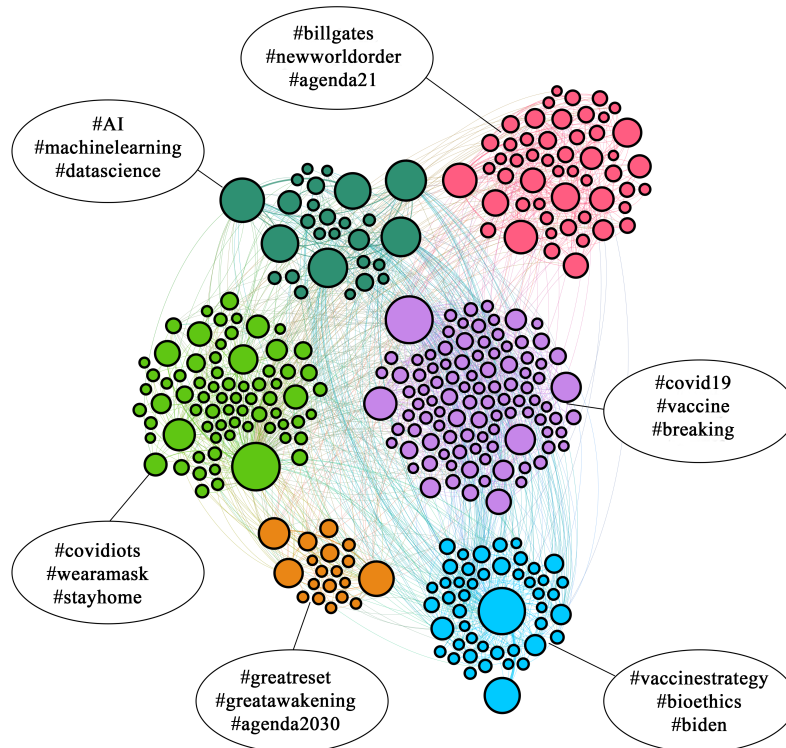 #billgates
#newworldorder
#agenda21
#AI
#machinelearning
#datascience
#covid19
#vaccine
#breaking
#covidiots
#wearamask
#stayhome
#greatreset
#greatawakening
#agenda2030
#vaccinestrategy
#bioethics
#biden